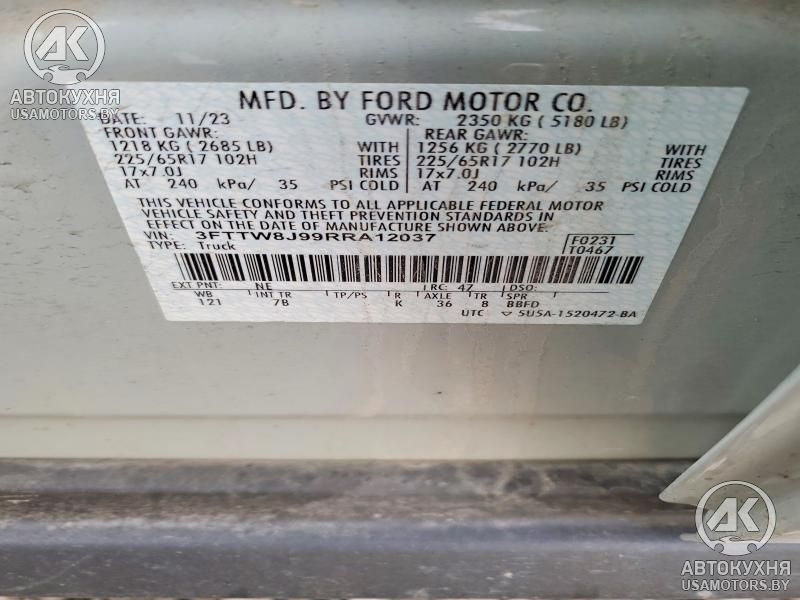 АК
АВТОКУХНЯ
USAMOTORS.BY
MFD. BY FORD MOTOR CO.
DATE: 11/23 GVWR: 2350 KG ( 5180 LB)
FRONT GAWR: REAR GAWR:
1218 KG ( 2685 LB) WITH 1256 KG ( 2770 LB) WITH
225/65R17 102H TIRES 225/65R17 102H TIRES
17x7.0J RIMS 17x7.0J RIMS
AT 240 kPa/ 35 PSI COLD AT 240 kPa/ 35 PSI COLD
THIS VEHICLE CONFORMS TO ALL APPLICABLE FEDERAL MOTOR
VEHICLE SAFETY AND THEFT PREVENTION STANDARDS IN
EFFECT ON THE DATE OF MANUFACTURE SHOWN ABOVE.
VIN: 3FTTW8J99RRA12037 F0231
TYPE: Truck T0467
EXT PNT: NE RC: 47 DSO:
WB INT TR TP/PS R AXLE TR SPR
121 7B K 36 8 BBFD
UTC ▽ 5U5A-1520472-BA
АК
АВТОКУХНЯ
USAMOTORS.BY